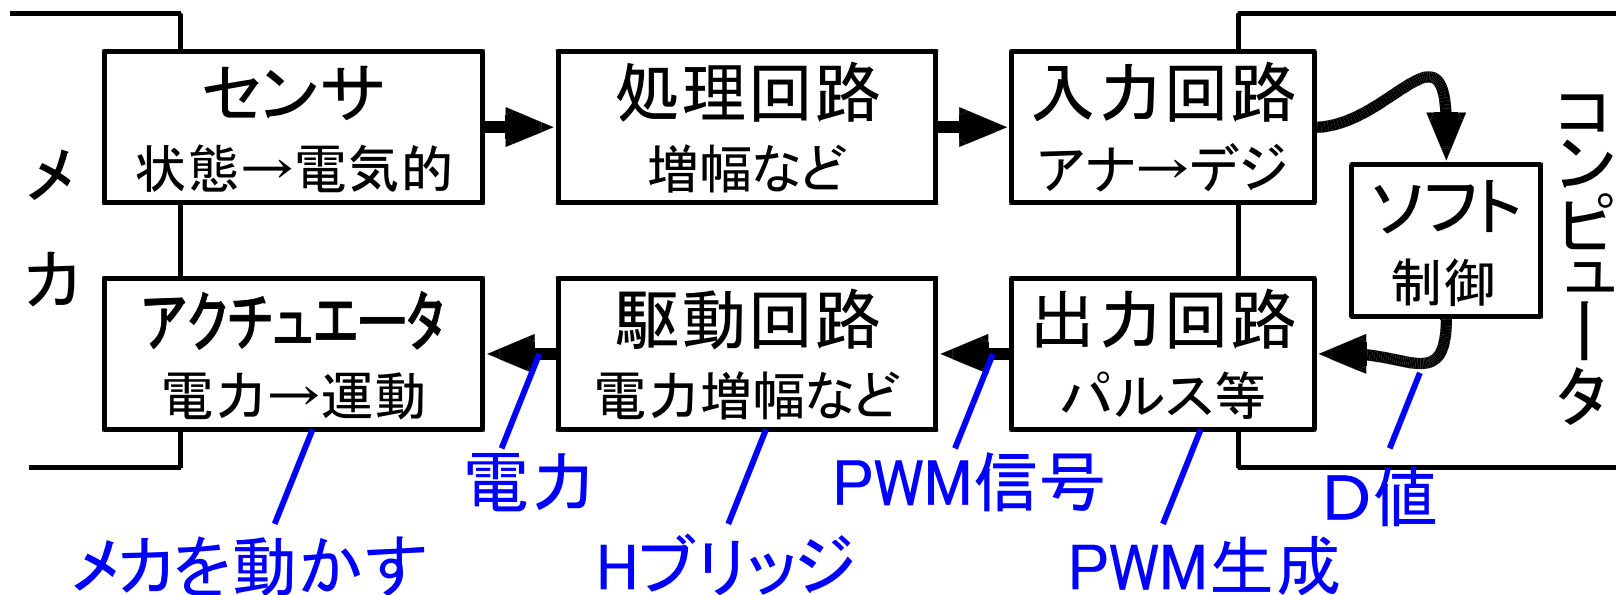 メカ
センサ
状態→電気的
処理回路
増幅など
入力回路
アナ→デジ
コンピュータ
ソフト
制御
アクチュエータ
電力→運動
駆動回路
電力増幅など
出力回路
パルス等
電力
PWM信号
D値
メカを動かす
Hブリッジ
PWM生成